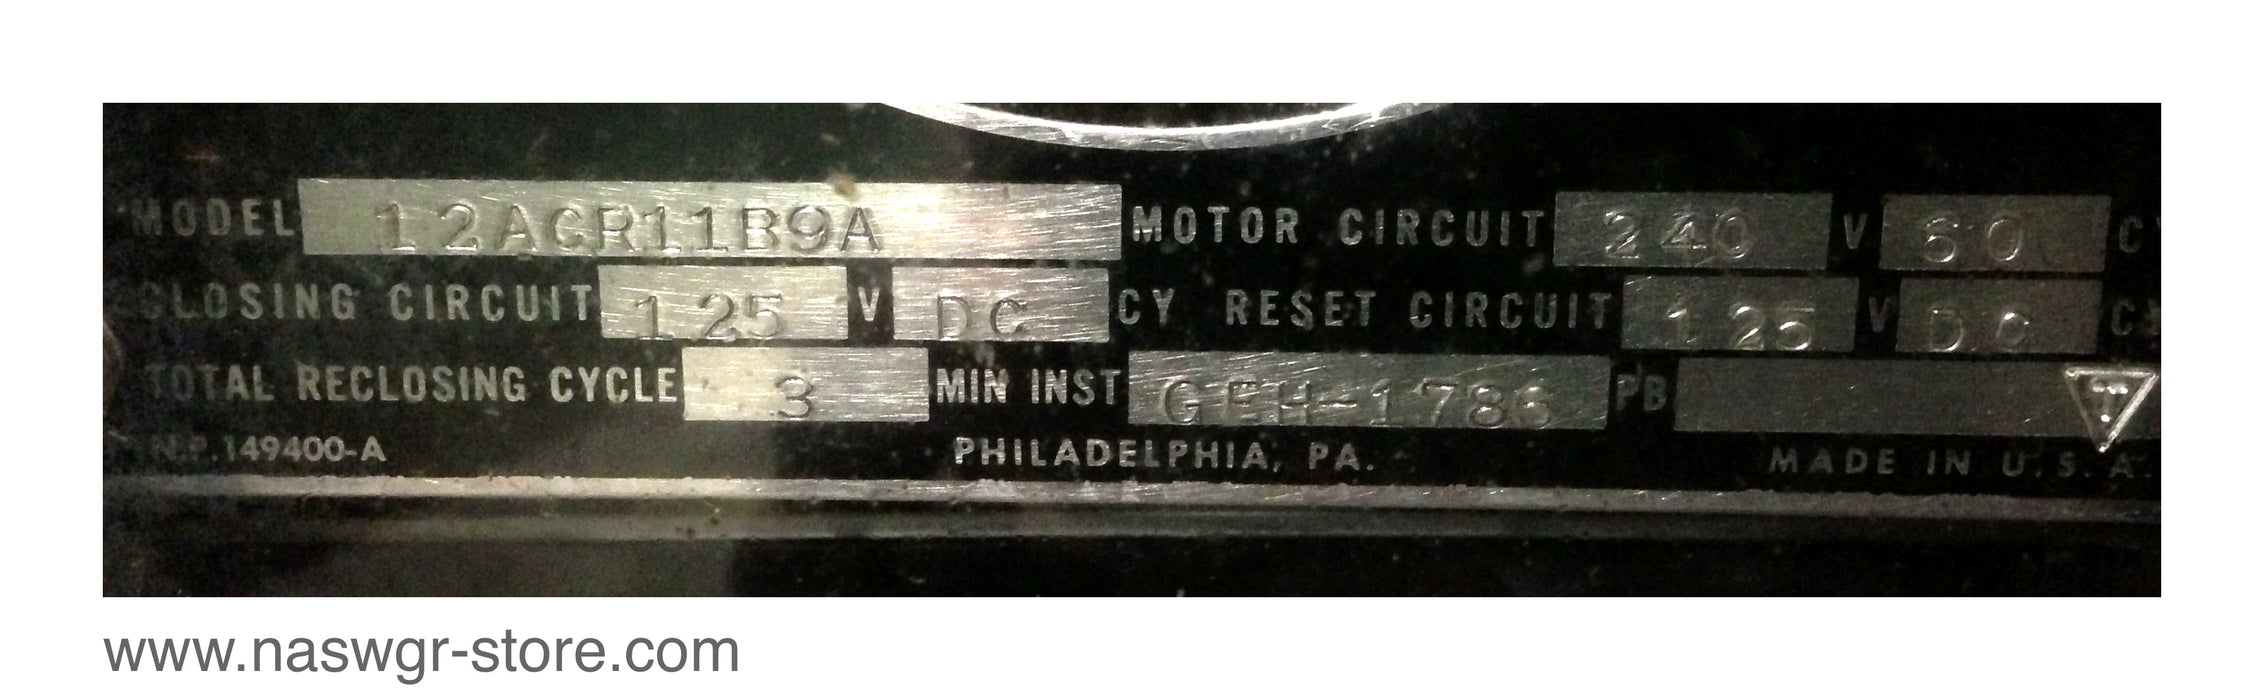 MODEL 12ACR11B9A MOTOR CIRCUIT 240 V 60 CY
CLOSING CIRCUIT 125 V DC CY RESET CIRCUIT 125 V DC CY
TOTAL RECLOSING CYCLE 3 MIN INST GEH-1786 PB
N.P.149400-A PHILADELPHIA, PA. MADE IN U.S.A.
www.naswgr-store.com